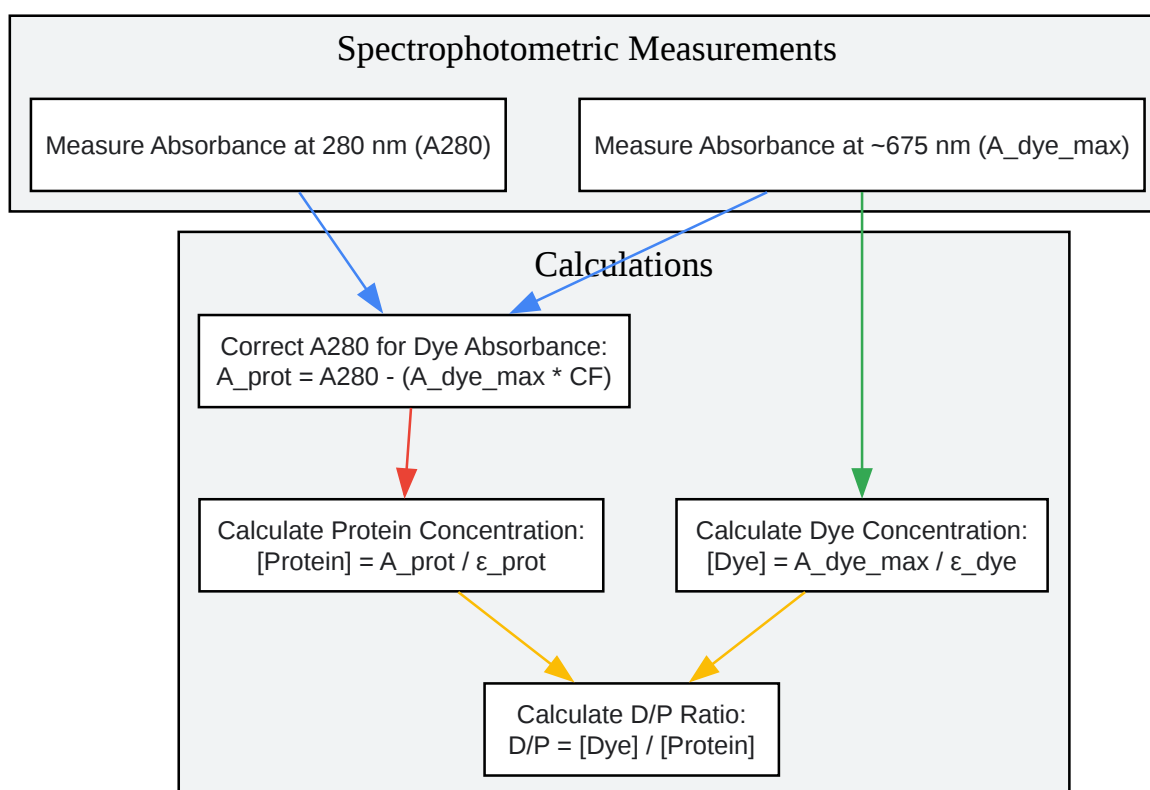 Spectrophotometric Measurements
Measure Absorbance at 280 nm (A280)
Measure Absorbance at ~675 nm (A_dye_max)
Calculations
Correct A280 for Dye Absorbance:
A_prot = A280 - (A_dye_max * CF)
Calculate Protein Concentration:
[Protein] = A_prot / ε_prot
Calculate Dye Concentration:
[Dye] = A_dye_max / ε_dye
Calculate D/P Ratio:
D/P = [Dye] / [Protein]